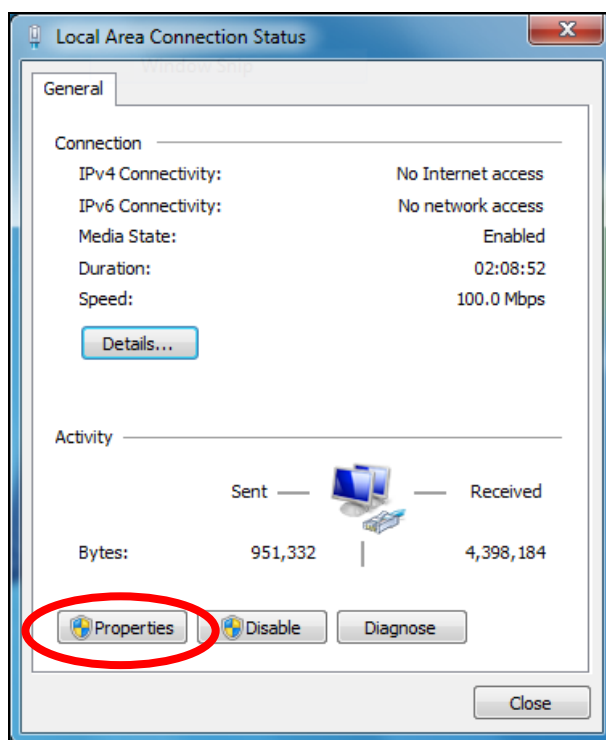 Local Area Connection Status
Window Snip
General
Connection
IPv4 Connectivity: No Internet access
IPv6 Connectivity: No network access
Media State: Enabled
Duration: 02:08:52
Speed: 100.0 Mbps
Details...
Activity
Sent Received
Bytes: 951,332 4,398,184
Properties Disable Diagnose
Close